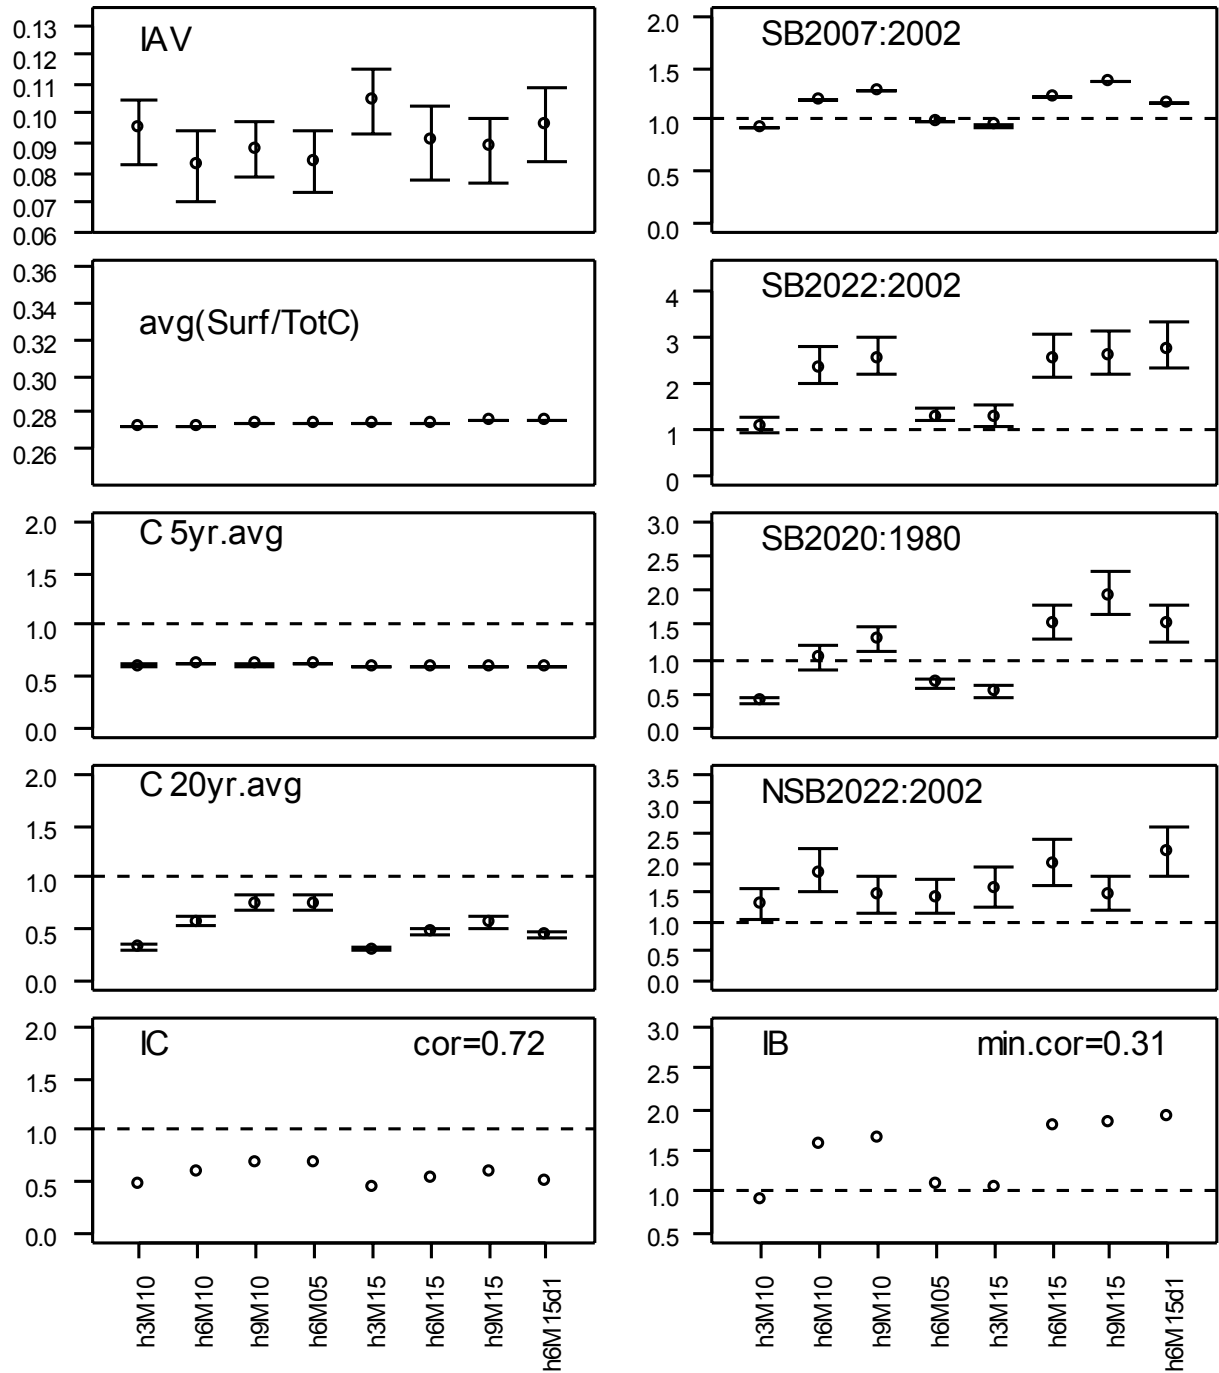 IAV
0.13
0.12
0.11
0.10
0.09
0.08
0.07
0.06
SB2007:2002
2.0
1.5
1.0
0.5
0.0
avg(Surf/TotC)
0.36
0.34
0.32
0.30
0.28
0.26
SB2022:2002
4
3
2
1
0
C 5yr.avg
2.0
1.5
1.0
0.5
0.0
SB2020:1980
3.0
2.5
2.0
1.5
1.0
0.5
0.0
C 20yr.avg
2.0
1.5
1.0
0.5
0.0
NSB2022:2002
3.5
3.0
2.5
2.0
1.5
1.0
0.5
0.0
IC cor=0.72
2.0
1.5
1.0
0.5
0.0
h3M10
h6M10
h9M10
h6M05
h3M15
h6M15
h9M15
h6M15d1
IB min.cor=0.31
3.0
2.5
2.0
1.5
1.0
0.5
h3M10
h6M10
h9M10
h6M05
h3M15
h6M15
h9M15
h6M15d1